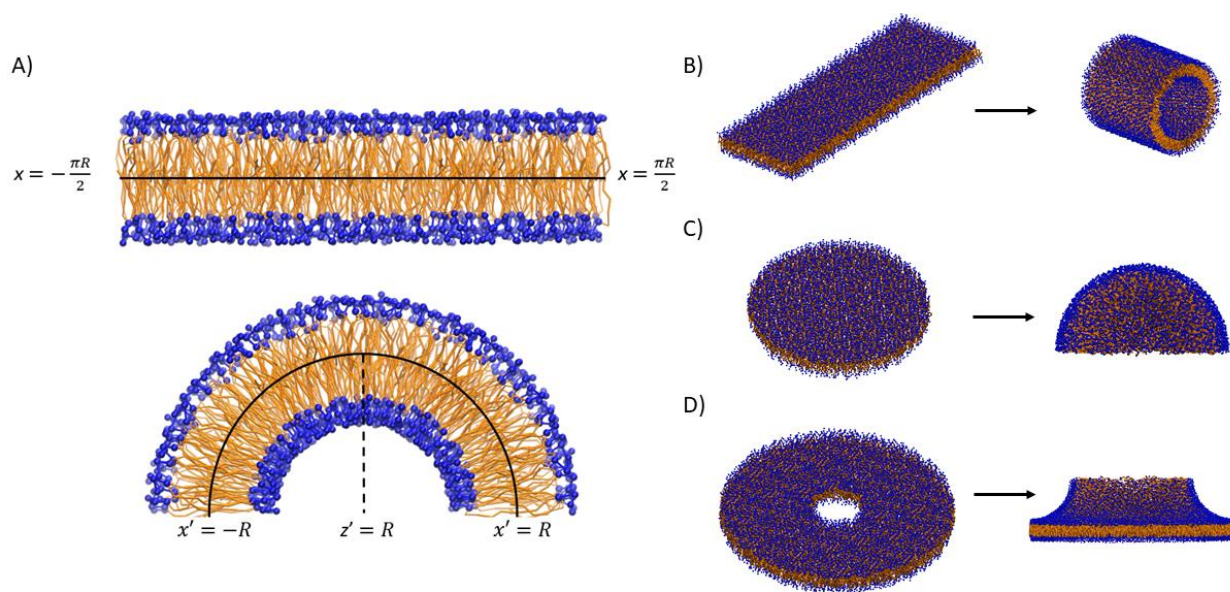 A)
x = −πR/2
x = πR/2
x′ = −R
z′ = R
x′ = R
B)
C)
D)